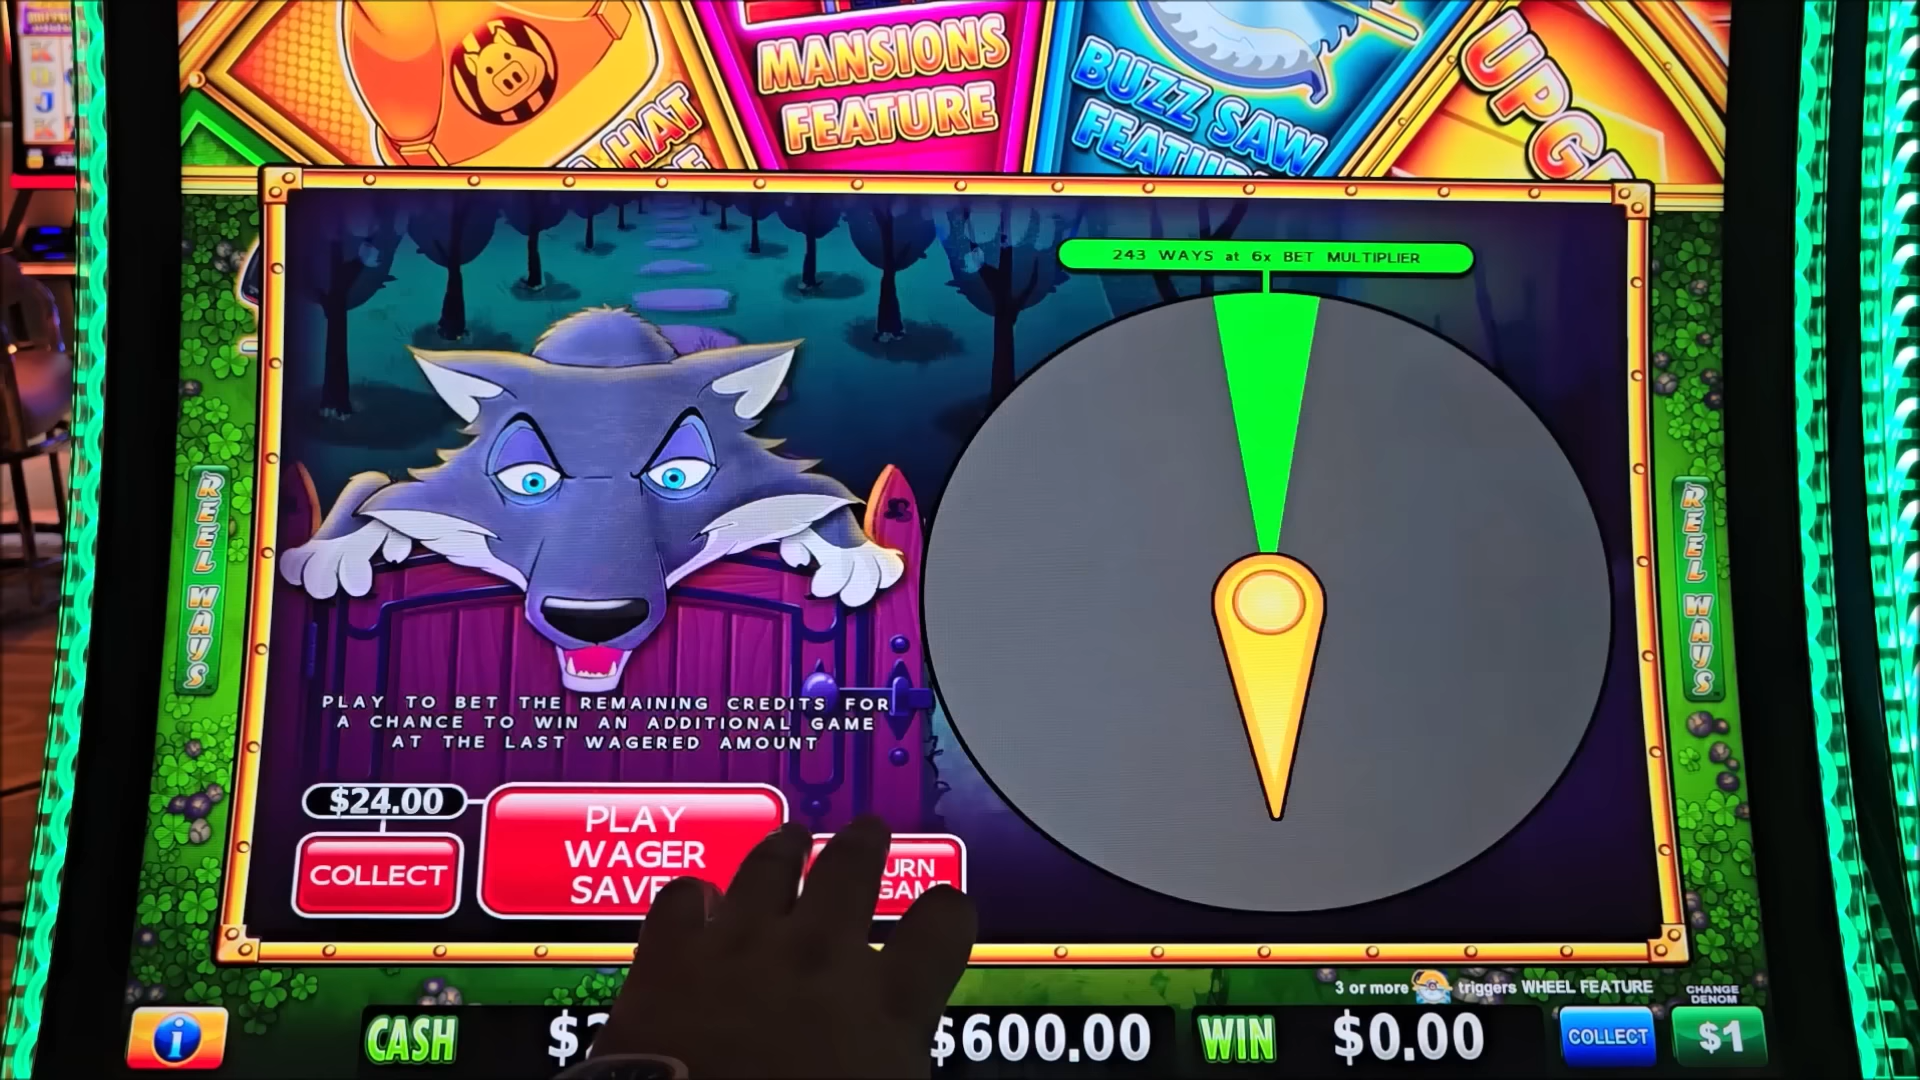 HAT
MANSIONS
FEATURE
BUZZ SAW
243 WAYS at 6x BET MULTIPLIER
REEL WAYS
REEL WAYS
PLAY TO BET THE REMAINING CREDITS FOR
A CHANCE TO WIN AN ADDITIONAL GAME
AT THE LAST WAGERED AMOUNT
$24.00
COLLECT
PLAY
WAGER
3 or more triggers WHEEL FEATURE
CHANGE
DENOM
CASH
$600.00
WIN
$0.00
COLLECT
$1